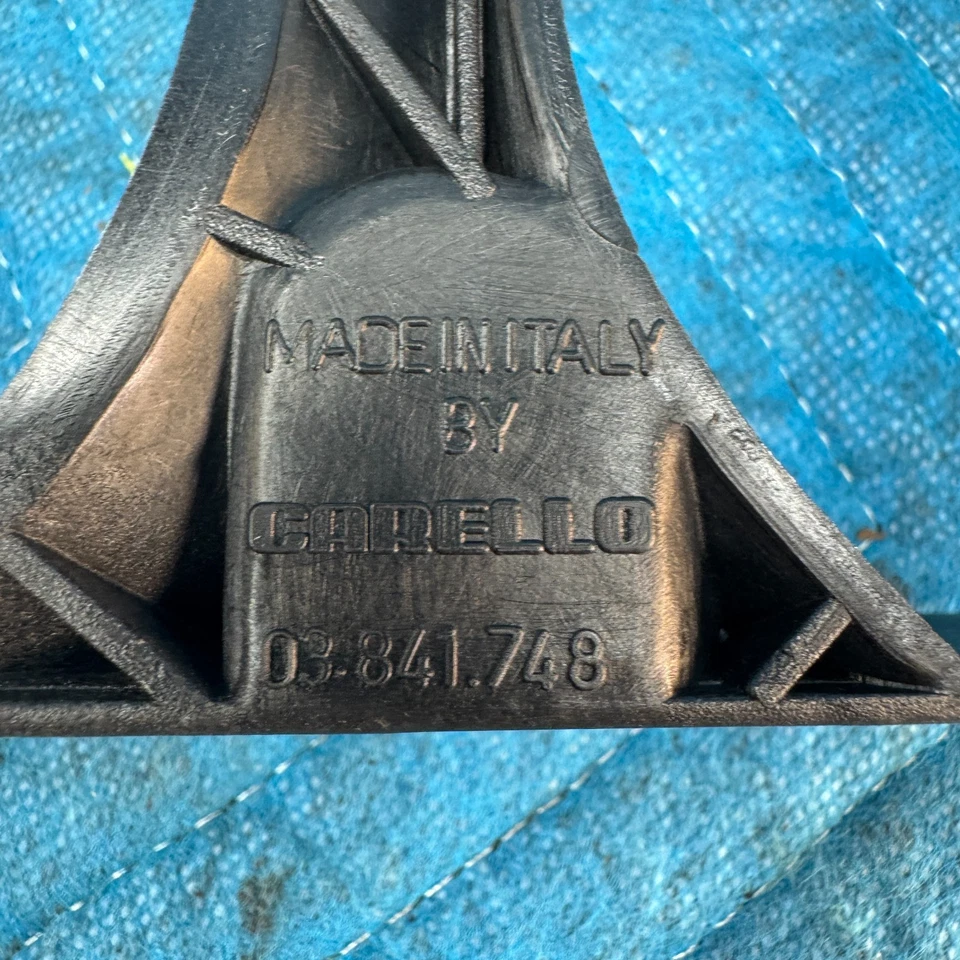 MADE IN ITALY
BY
CARELLO
03.841.748